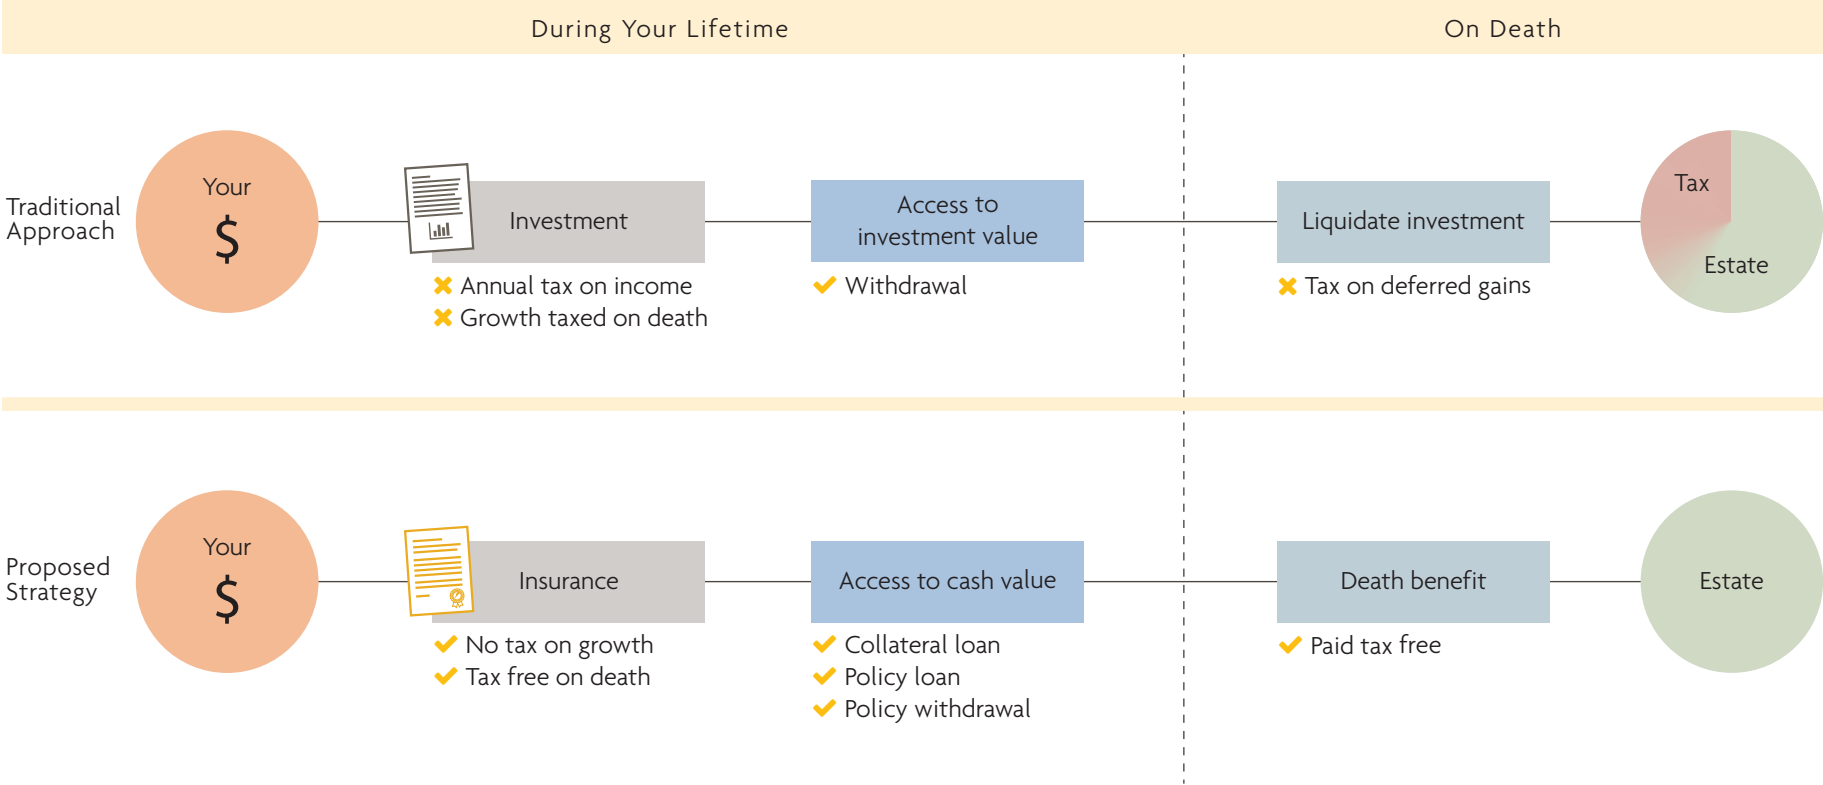 During Your Lifetime
On Death
Traditional
Approach
Your
$
Investment
Annual tax on income
Growth taxed on death
Access to
investment value
Withdrawal
Liquidate investment
Tax on deferred gains
Tax
Estate
Proposed
Strategy
Your
$
Insurance
No tax on growth
Tax free on death
Access to cash value
Collateral loan
Policy loan
Policy withdrawal
Death benefit
Paid tax free
Estate